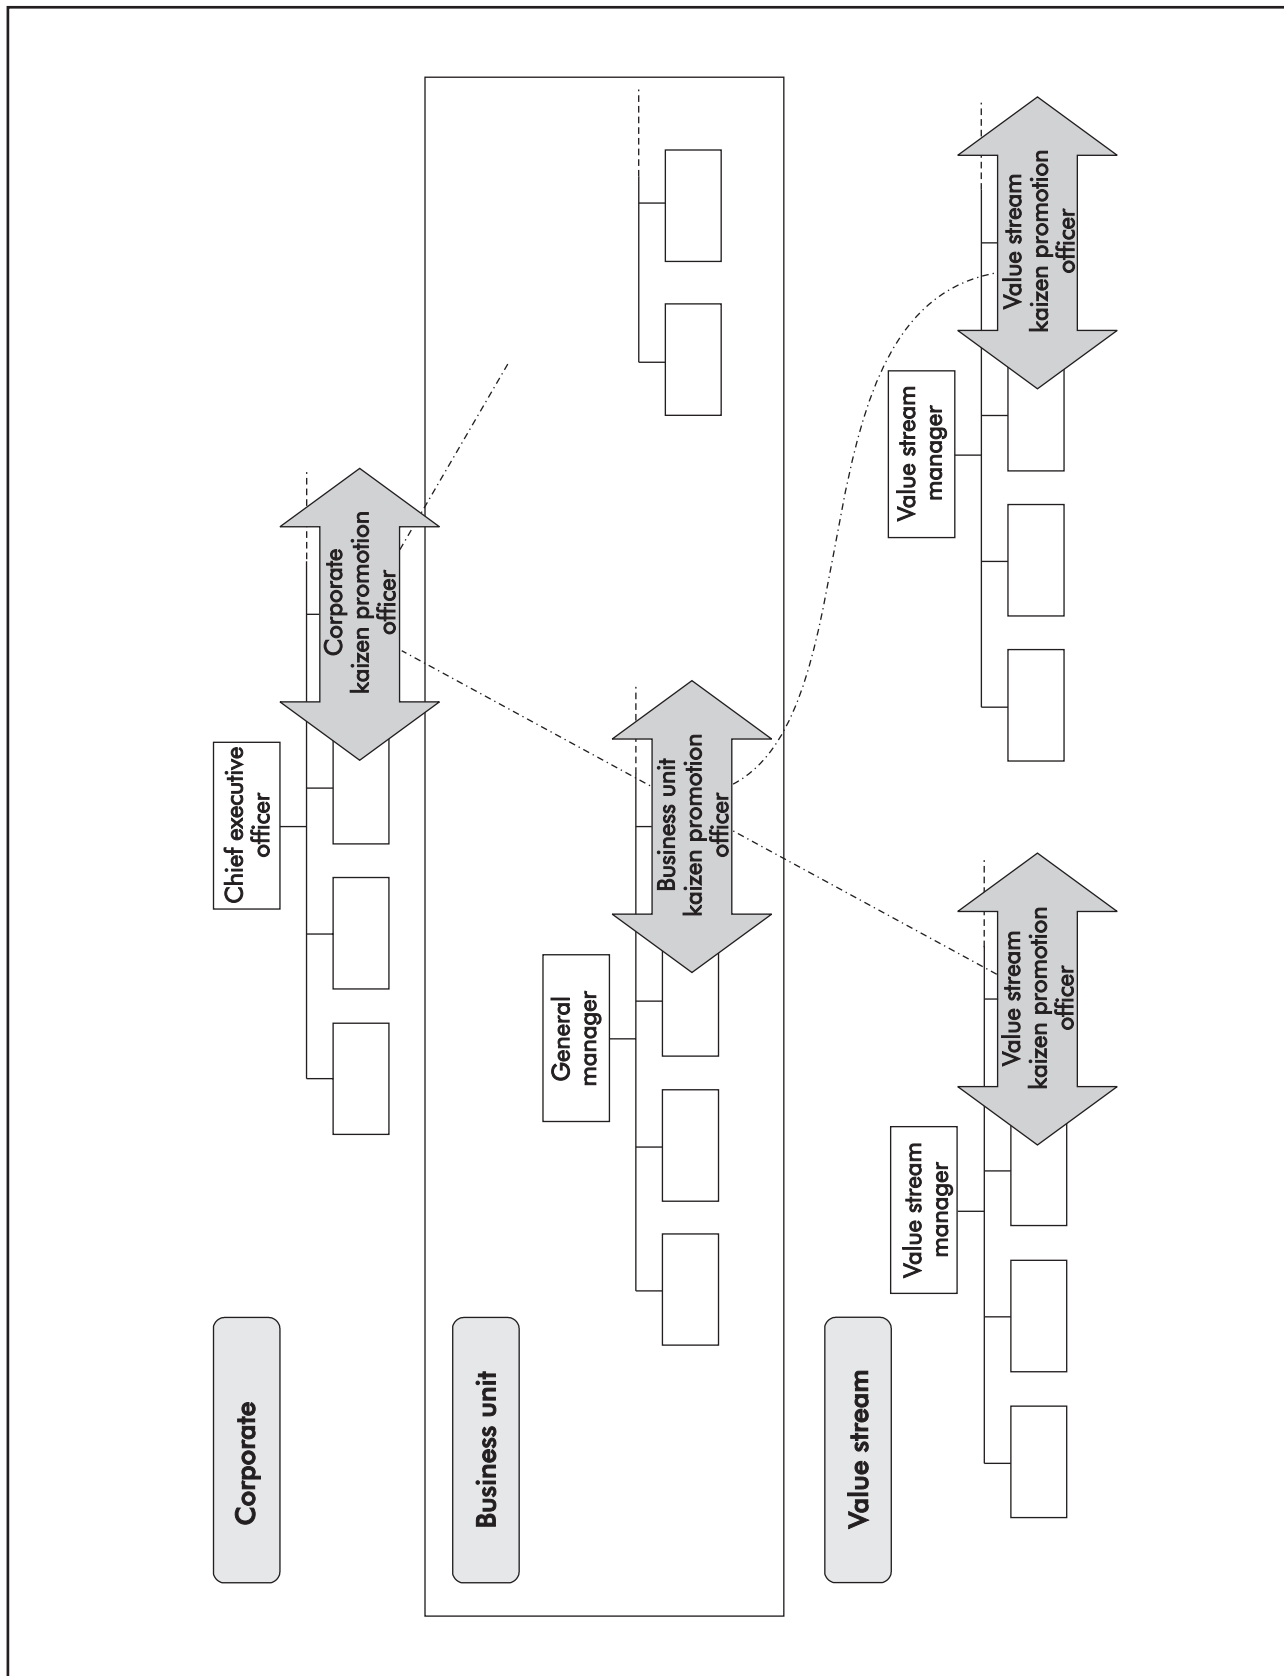 Corporate
Chief executive
officer
Corporate
kaizen promotion
officer
Business unit
General
manager
Business unit
kaizen promotion
officer
Value stream
Value stream
manager
Value stream
kaizen promotion
officer
Value stream
manager
Value stream
kaizen promotion
officer